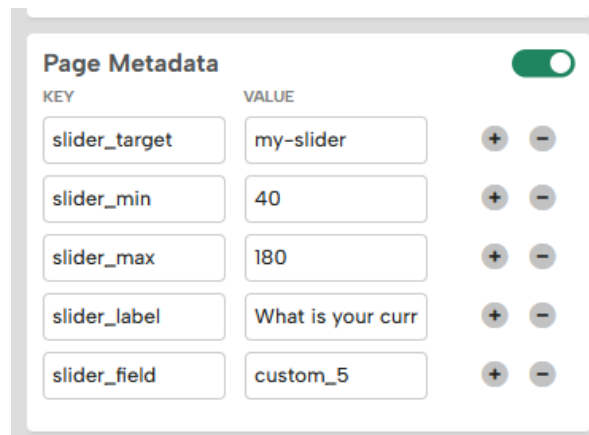 Page Metadata
KEY VALUE
slider_target my-slider
slider_min 40
slider_max 180
slider_label What is your curr
slider_field custom_5